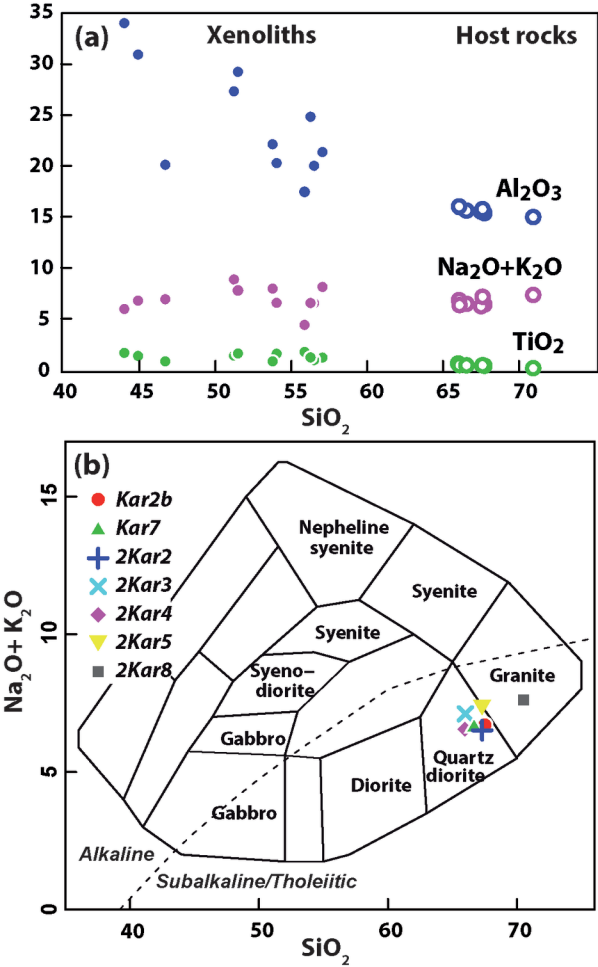 (a)
Xenoliths
Host rocks
35
30
25
20
15
10
5
0
Al₂O₃
Na₂O+K₂O
TiO₂
40 45 50 55 60 65 70
SiO₂
(b)
Kar2b
Kar7
2Kar2
2Kar3
2Kar4
2Kar5
2Kar8
Na₂O+ K₂O
15
10
5
0
Nepheline
syenite
Syenite
Syenite
Granite
Syeno–
diorite
Gabbro
Quartz
diorite
Diorite
Gabbro
Alkaline
Subalkaline/Tholeiitic
40 50 60 70
SiO₂